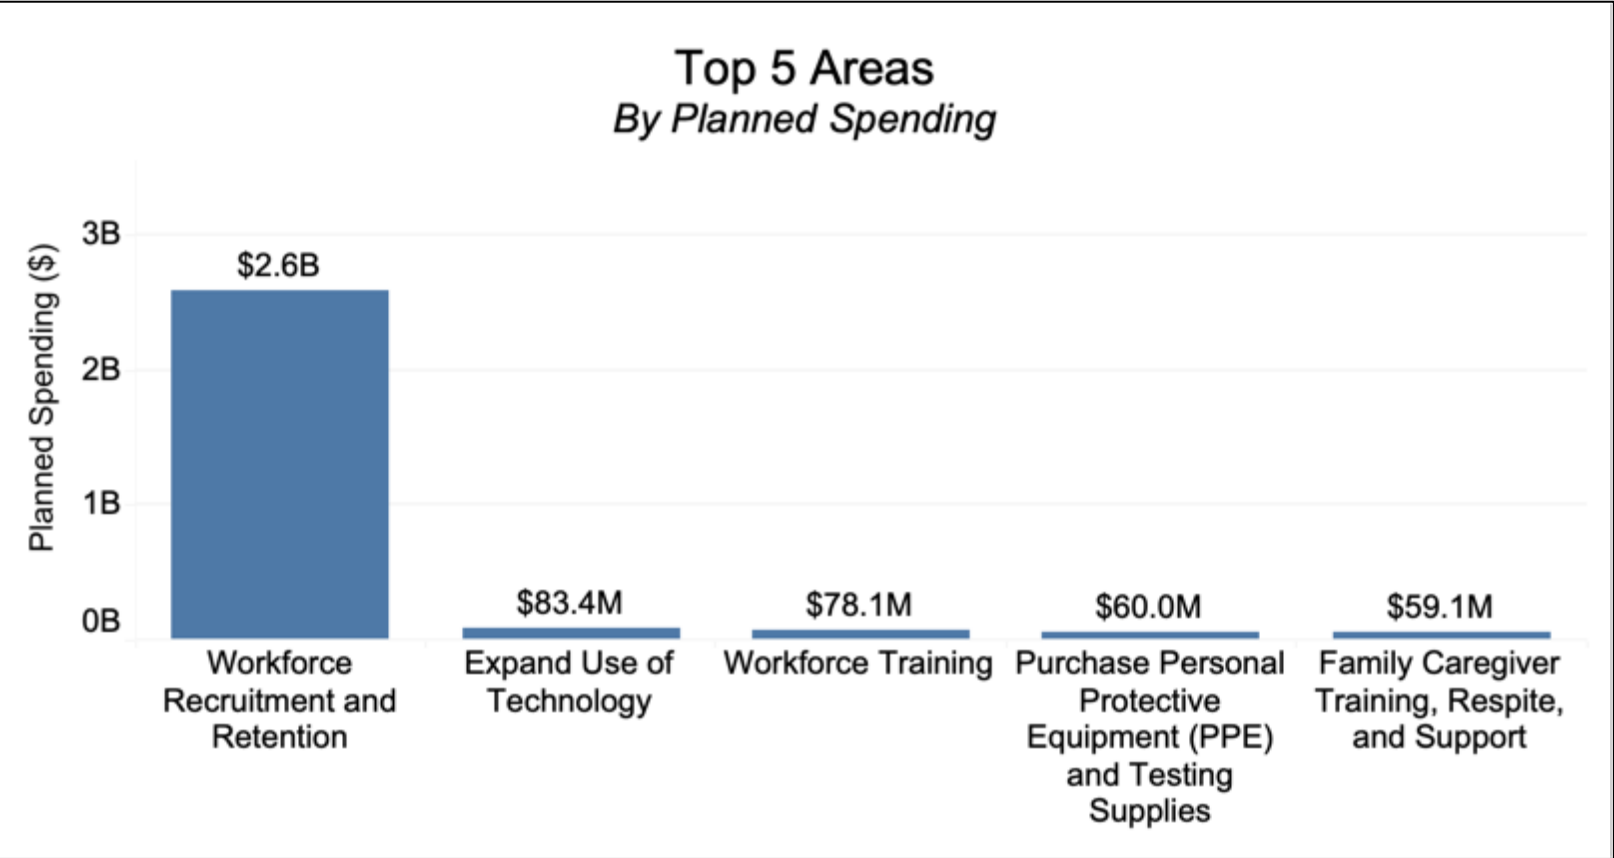 Top 5 Areas
By Planned Spending
Planned Spending ($)
3B
2B
1B
0B
$2.6B
$83.4M
$78.1M
$60.0M
$59.1M
Workforce
Recruitment and
Retention
Expand Use of
Technology
Workforce Training
Purchase Personal
Protective
Equipment (PPE)
and Testing
Supplies
Family Caregiver
Training, Respite,
and Support